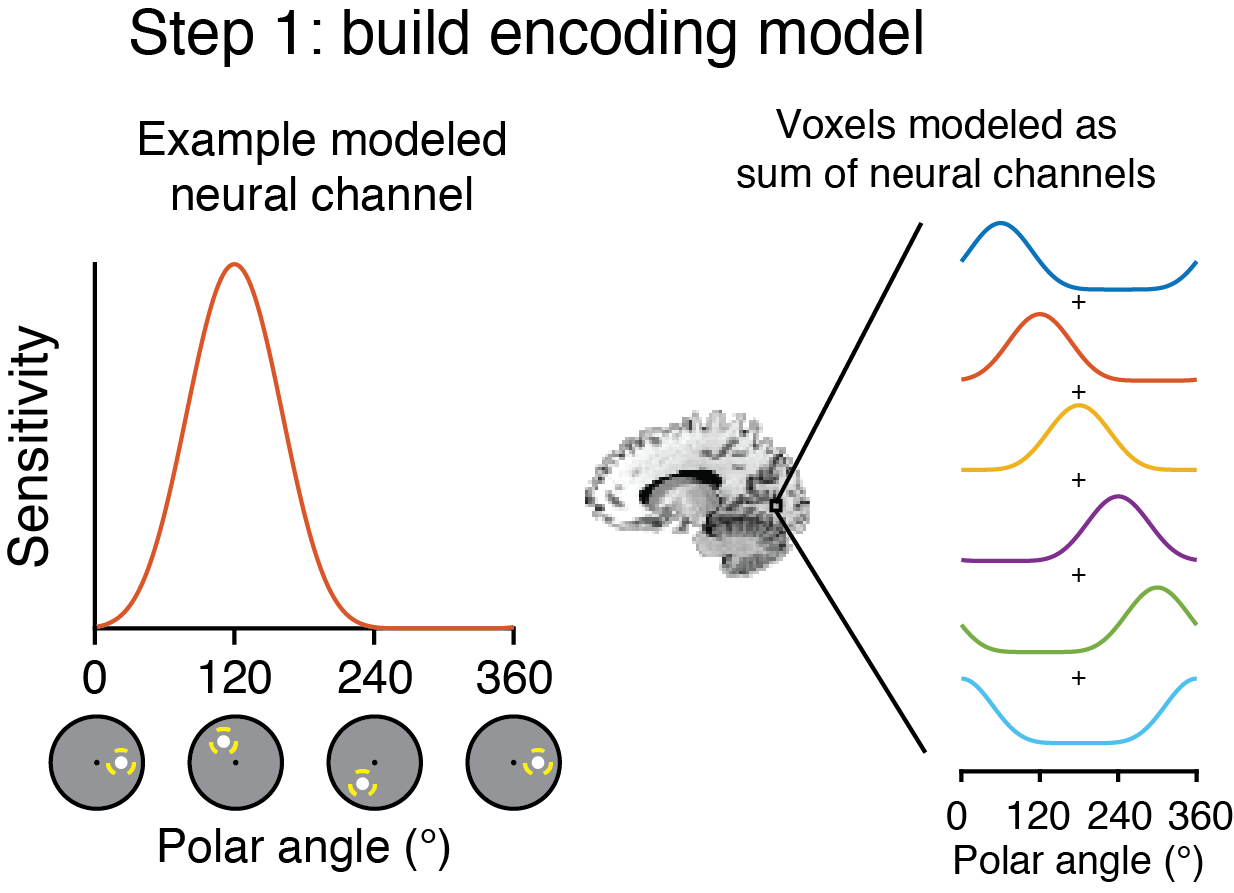 Step 1: build encoding model
Example modeled
neural channel
Sensitivity
0 120 240 360
Polar angle (°)
Voxels modeled as
sum of neural channels
+
+
+
+
+
0 120 240 360
Polar angle (°)